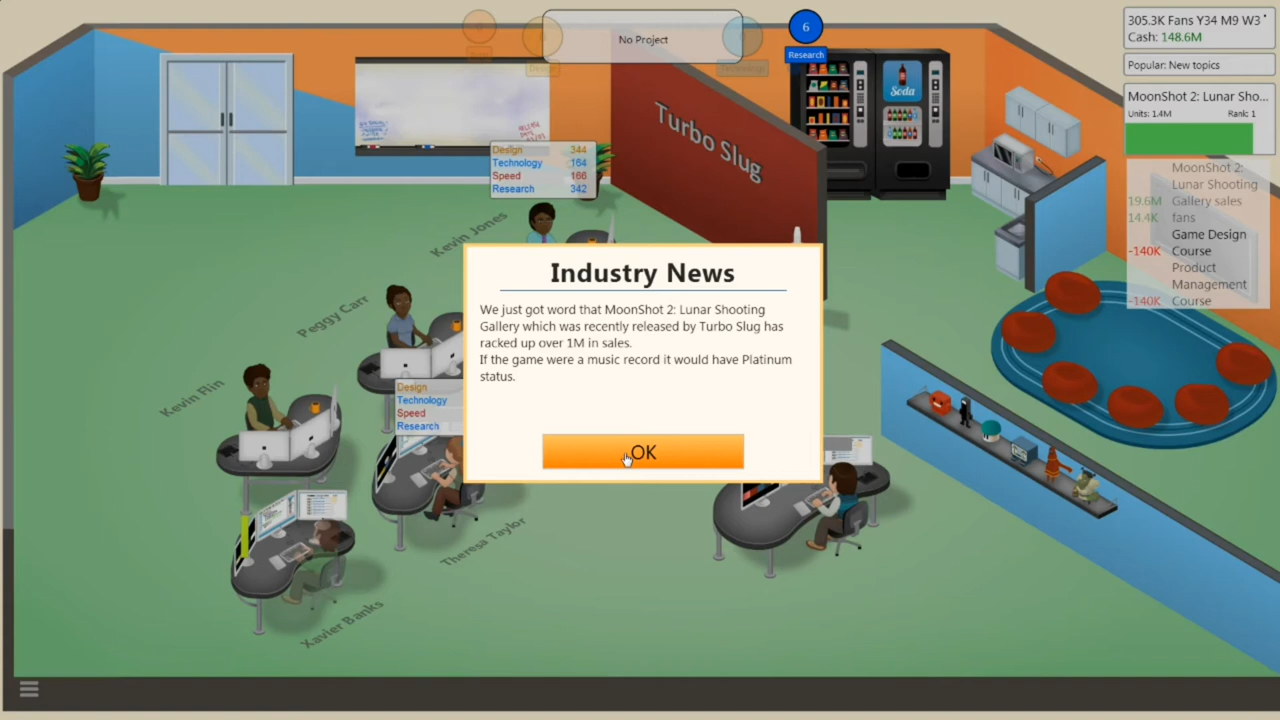 No Project
6
Research
305.3K Fans Y34 M9 W3
Cash: 148.6M
Popular: New topics
MoonShot 2: Lunar Sho...
Units: 1.4M Rank: 1
MoonShot 2:
Lunar Shooting
19.6M Gallery sales
14.4K fans
Game Design
-140K Course
Product
Management
-140K Course
Turbo Slug
Soda
RELEASE
Design 344
Technology 164
Speed 166
Research 342
Kevin Jones
Peggy Carr
Kevin Flin
Design
Technology
Speed
Research
Theresa Taylor
Xavier Banks
Industry News
We just got word that MoonShot 2: Lunar Shooting
Gallery which was recently released by Turbo Slug has
racked up over 1M in sales.
If the game were a music record it would have Platinum
status.
OK